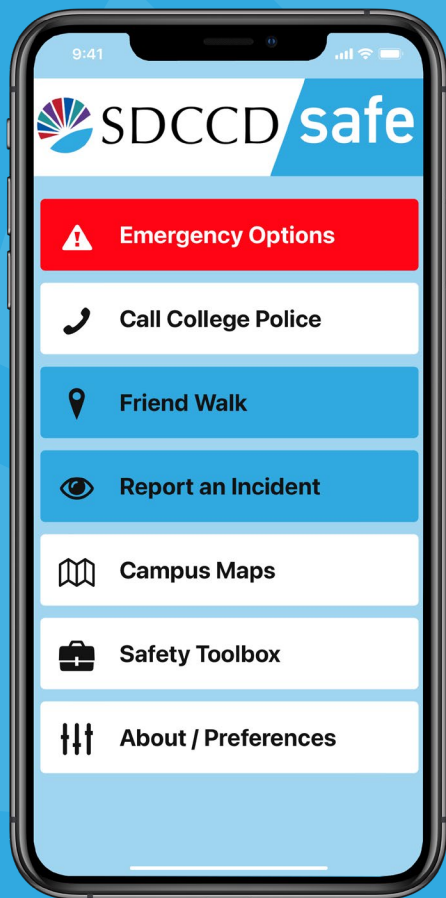 9:41
SDCCD safe
Emergency Options
Call College Police
Friend Walk
Report an Incident
Campus Maps
Safety Toolbox
About / Preferences